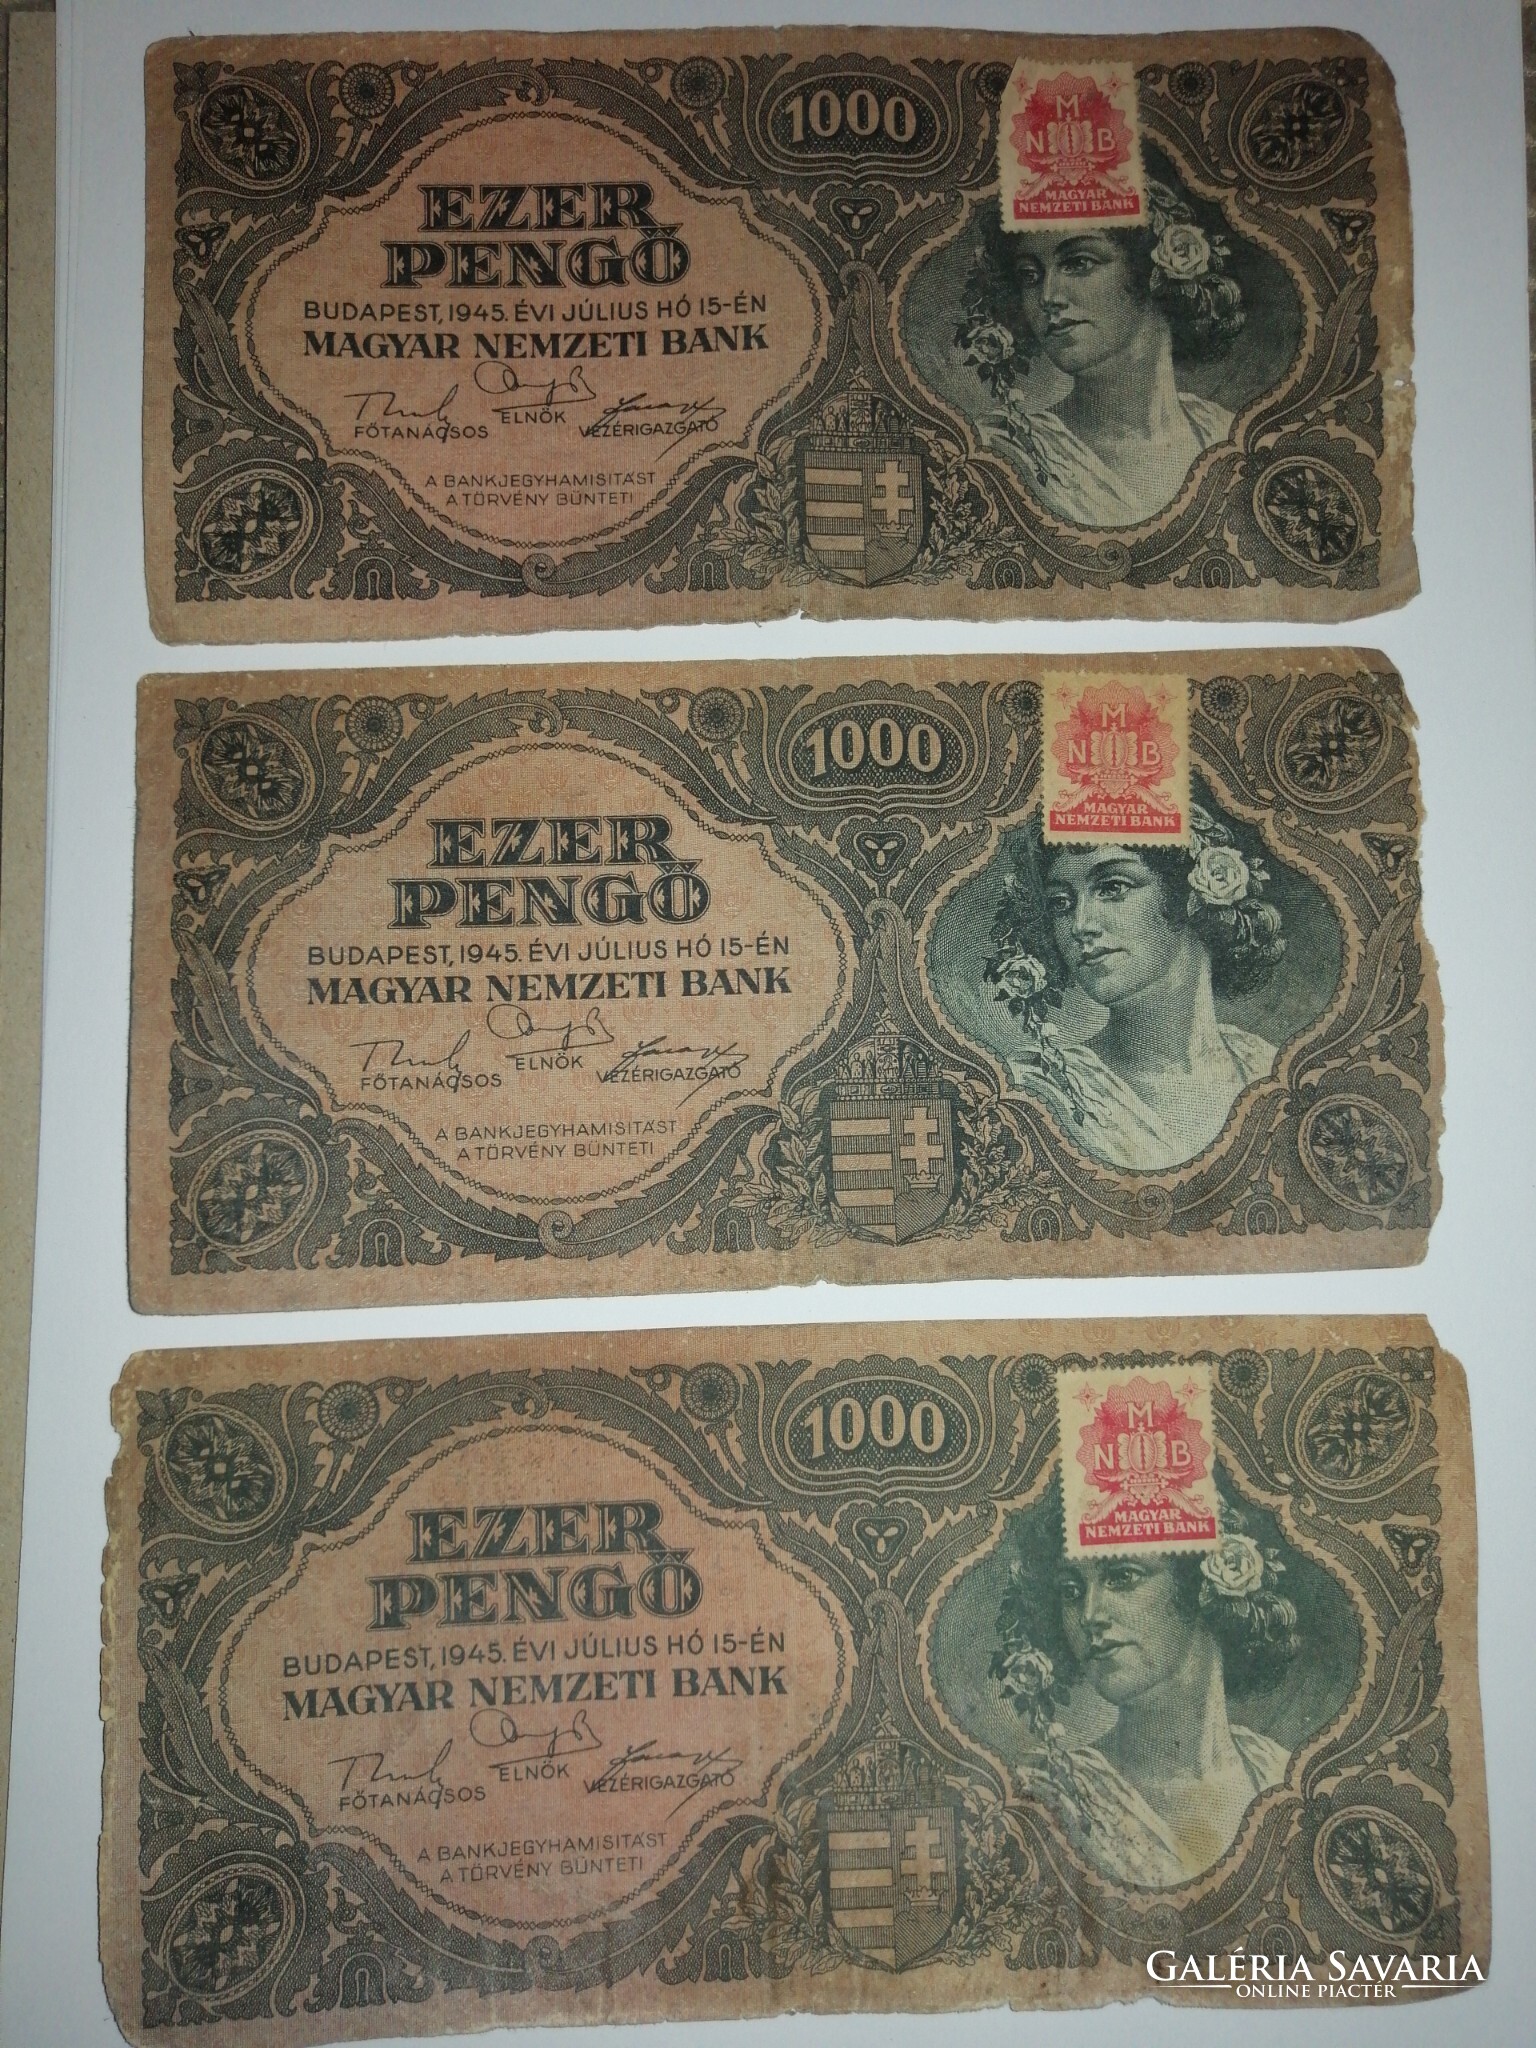 1000
M
N B
MAGYAR
NEMZETI BANK
EZER
PENGŐ
BUDAPEST, 1945. ÉVI JÚLIUS HÓ 15-ÉN
MAGYAR NEMZETI BANK
ELNÖK
FŐTANÁCSOS VEZÉRIGAZGATÓ
A BANKJEGYHAMISÍTÁST
A TÖRVÉNY BÜNTETI
1000
M
N B
MAGYAR
NEMZETI BANK
EZER
PENGŐ
BUDAPEST, 1945. ÉVI JÚLIUS HÓ 15-ÉN
MAGYAR NEMZETI BANK
ELNÖK
FŐTANÁCSOS VEZÉRIGAZGATÓ
A BANKJEGYHAMISÍTÁST
A TÖRVÉNY BÜNTETI
1000
M
N B
MAGYAR
NEMZETI BANK
EZER
PENGŐ
BUDAPEST, 1945. ÉVI JÚLIUS HÓ 15-ÉN
MAGYAR NEMZETI BANK
ELNÖK
FŐTANÁCSOS VEZÉRIGAZGATÓ
A BANKJEGYHAMISÍTÁST
A TÖRVÉNY BÜNTETI
GALÉRIA SAVARIA
ONLINE PIACTÉR